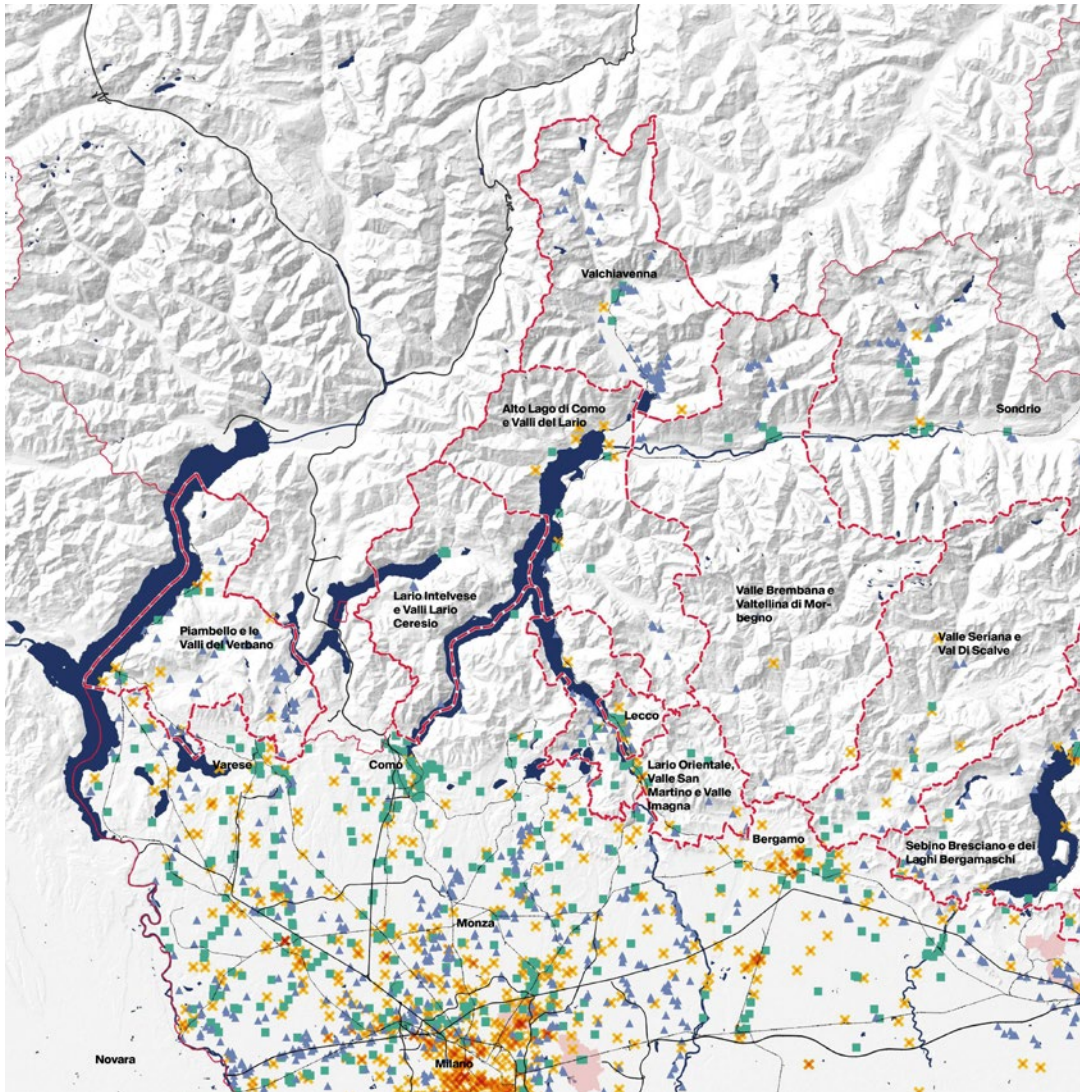 Valchiavenna
Alto Lago di Como
e Valli del Lario
Sondrio
Lario Intelvese
e Valli Lario
Ceresio
Valle Brembana e
Valtellina di Mor-
begno
Piambello e le
Valli del Verbano
Valle Seriana e
Val Di Scalve
Lecco
Varese
Como
Lario Orientale,
Valle San
Martino e Valle
Imagna
Bergamo
Sebino Bresciano e dei
Laghi Bergamaschi
Monza
Novara
Milano